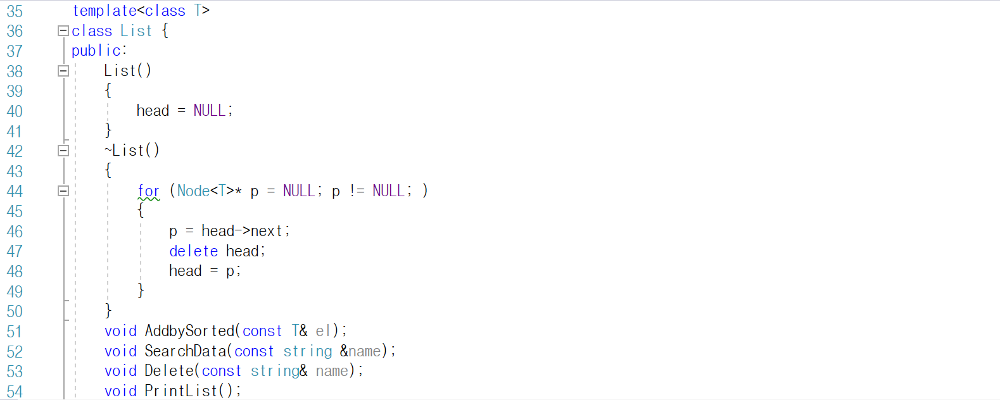 35 template<class T>
36 class List {
37 public:
38 List()
39 {
40 head = NULL;
41 }
42 ~List()
43 {
44 for (Node<T>* p = NULL; p != NULL; )
45 {
46 p = head->next;
47 delete head;
48 head = p;
49 }
50 }
51 void AddbySorted(const T& el);
52 void SearchData(const string &name);
53 void Delete(const string& name);
54 void PrintList();